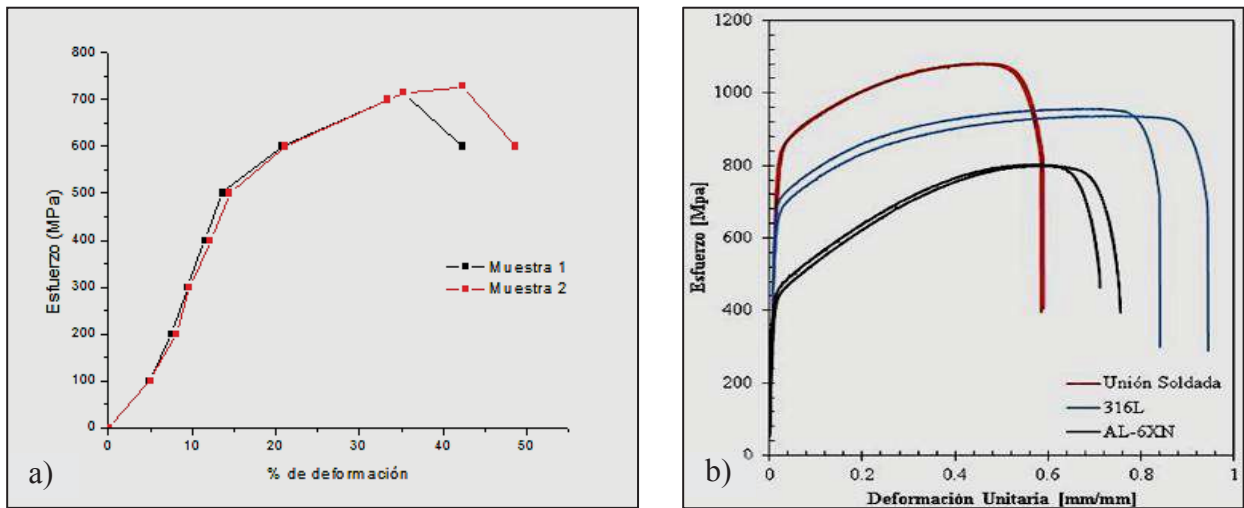 800
700
600
500
400
300
200
100
0
0 10 20 30 40 50
Esfuerzo (MPa)
% de deformación
Muestra 1
Muestra 2
a)
1200
1000
800
600
400
200
0
0 0.2 0.4 0.6 0.8 1
Esfuerzo [Mpa]
Deformación Unitaria [mm/mm]
Unión Soldada
316L
AL-6XN
b)